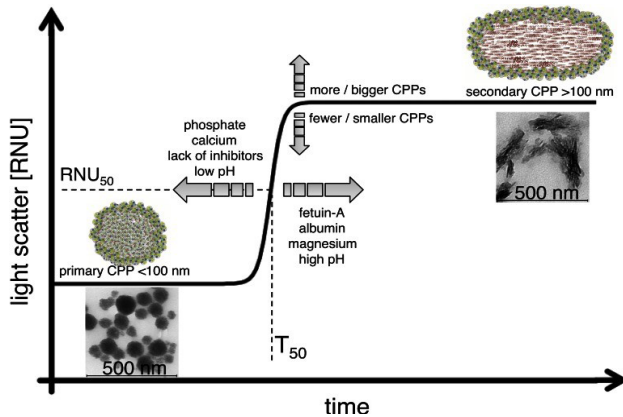 light scatter [RNU]
more / bigger CPPs
fewer / smaller CPPs
secondary CPP >100 nm
500 nm
phosphate
calcium
lack of inhibitors
low pH
RNU50
fetuin-A
albumin
magnesium
high pH
primary CPP <100 nm
500 nm
T50
time